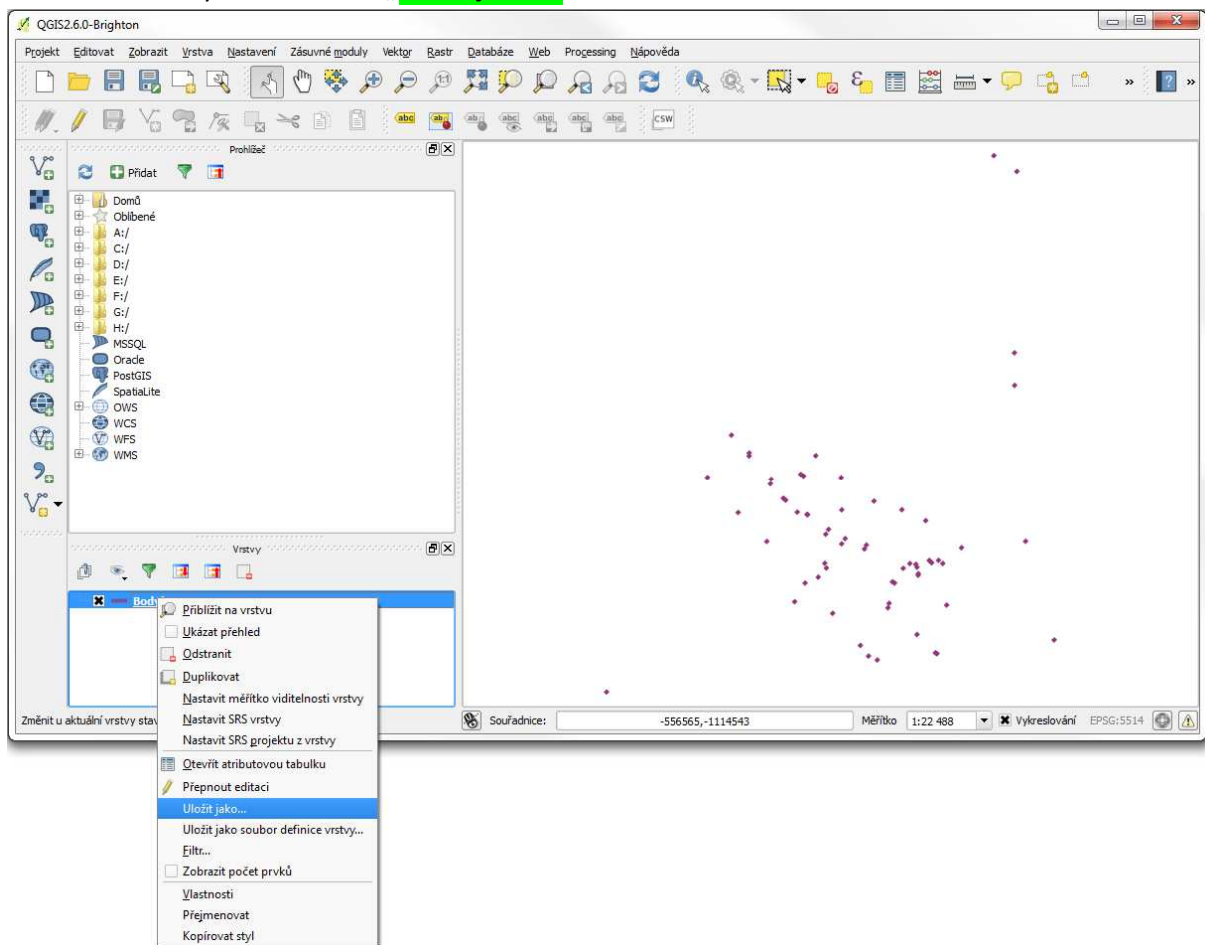 QGIS2.6.0-Brighton
Projekt Editovat Zobrazit Vrstva Nastavení Zásuvné moduly Vektor Rastr Databáze Web Processing Nápověda
abc CSW
Prohlížeč
Přidat
Domů
Oblíbené
A:/
C:/
D:/
E:/
F:/
G:/
H:/
MSSQL
Oracle
PostGIS
SpatiaLite
OWS
WCS
WFS
WMS
Vrstvy
Přiblížit na vrstvu
Ukázat přehled
Odstranit
Duplikovat
Nastavit měřítko viditelnosti vrstvy
Nastavit SRS vrstvy
Nastavit SRS projektu z vrstvy
Otevřít atributovou tabulku
Přepnout editaci
Uložit jako...
Uložit jako soubor definice vrstvy...
Filtr...
Zobrazit počet prvků
Vlastnosti
Přejmenovat
Kopírovat styl
Změnit u aktuální vrstvy Souřadnice: -556565,-1114543 Měřítko 1:22 488 Vykreslování EPSG:5514